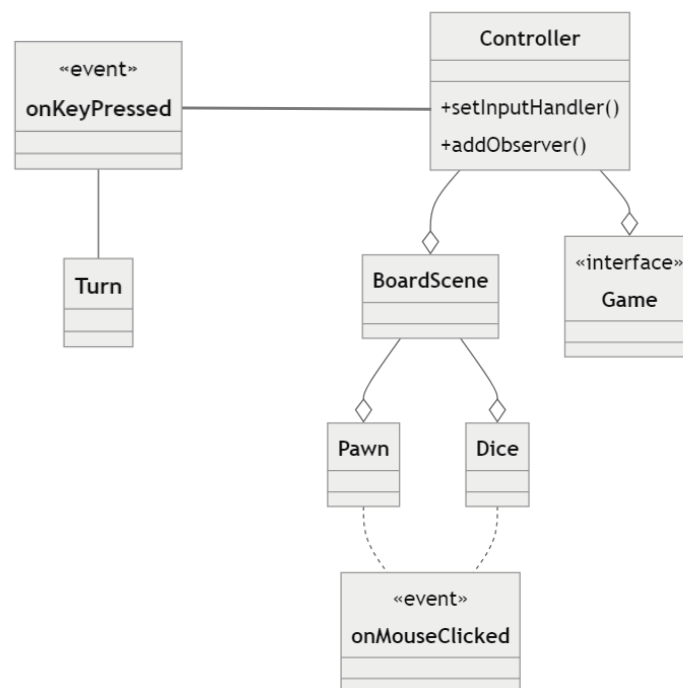 Controller
+setInputHandler()
+addObserver()
«event»
onKeyPressed
Turn
BoardScene
«interface»
Game
Pawn
Dice
«event»
onMouseClicked